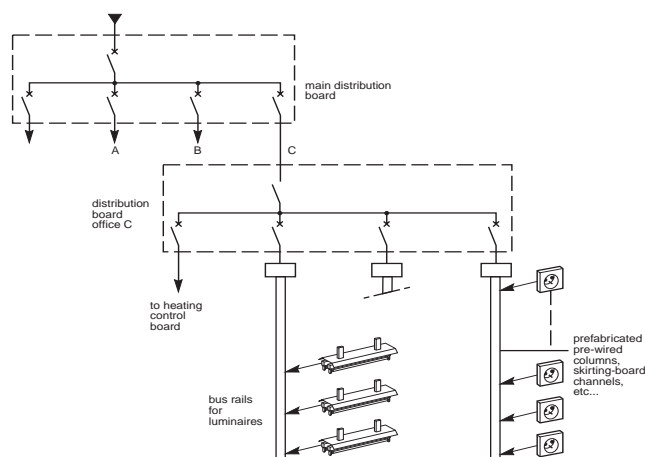 main distribution
board
A
B
C
distribution
board
office C
to heating
control
board
prefabricated
pre-wired
columns,
skirting-board
channels,
etc...
bus rails
for
luminaires